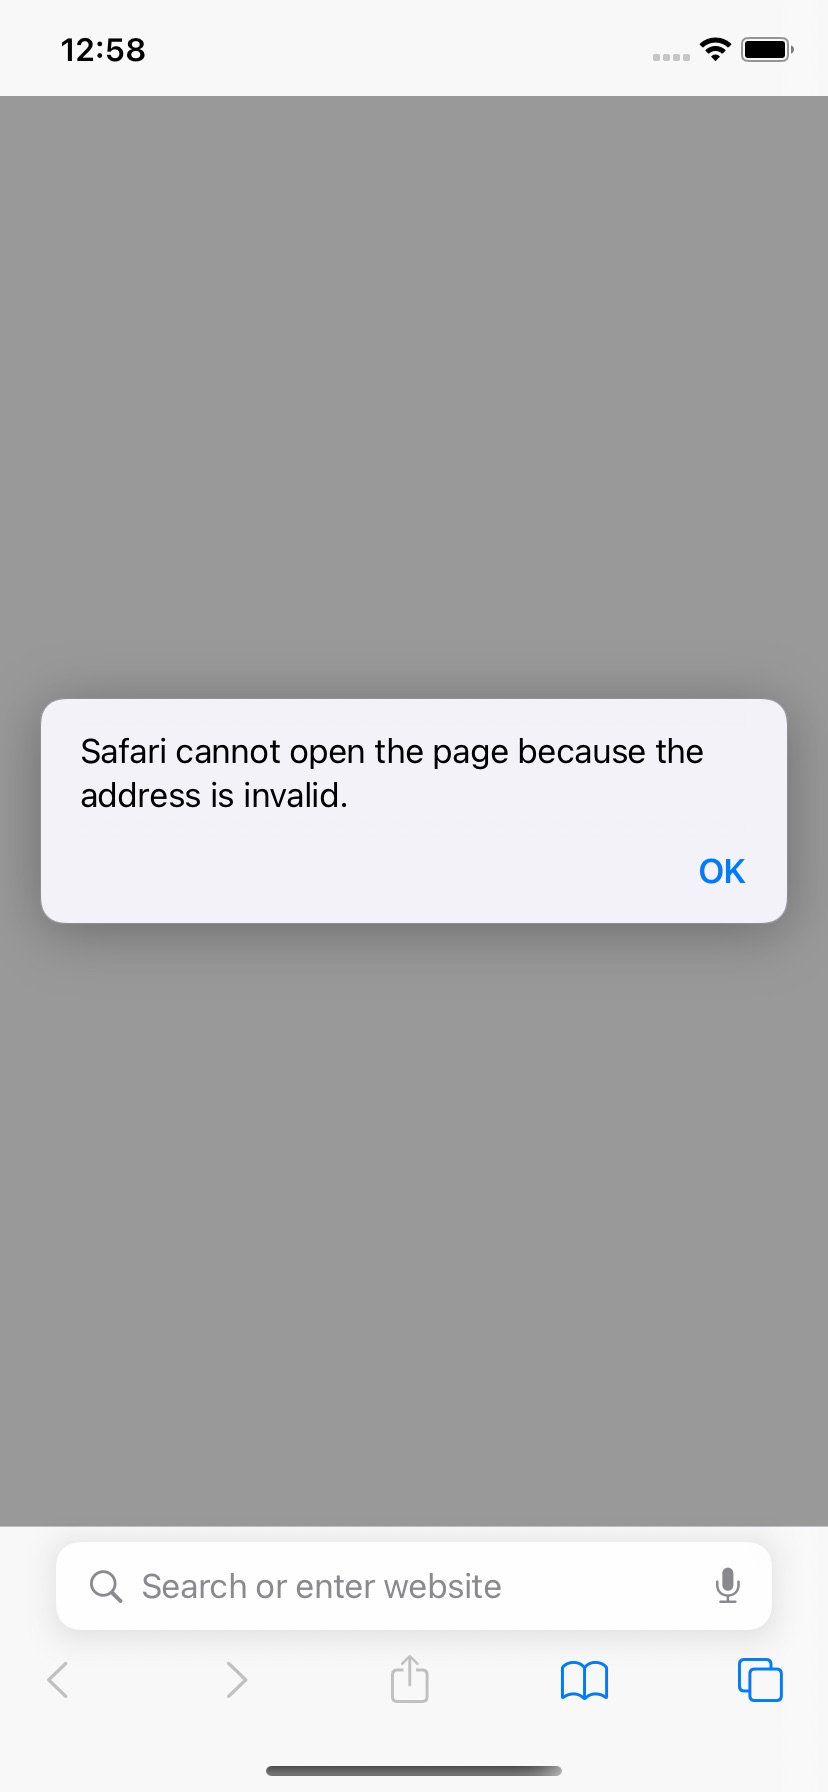 12:58
Safari cannot open the page because the
address is invalid.
OK
Search or enter website